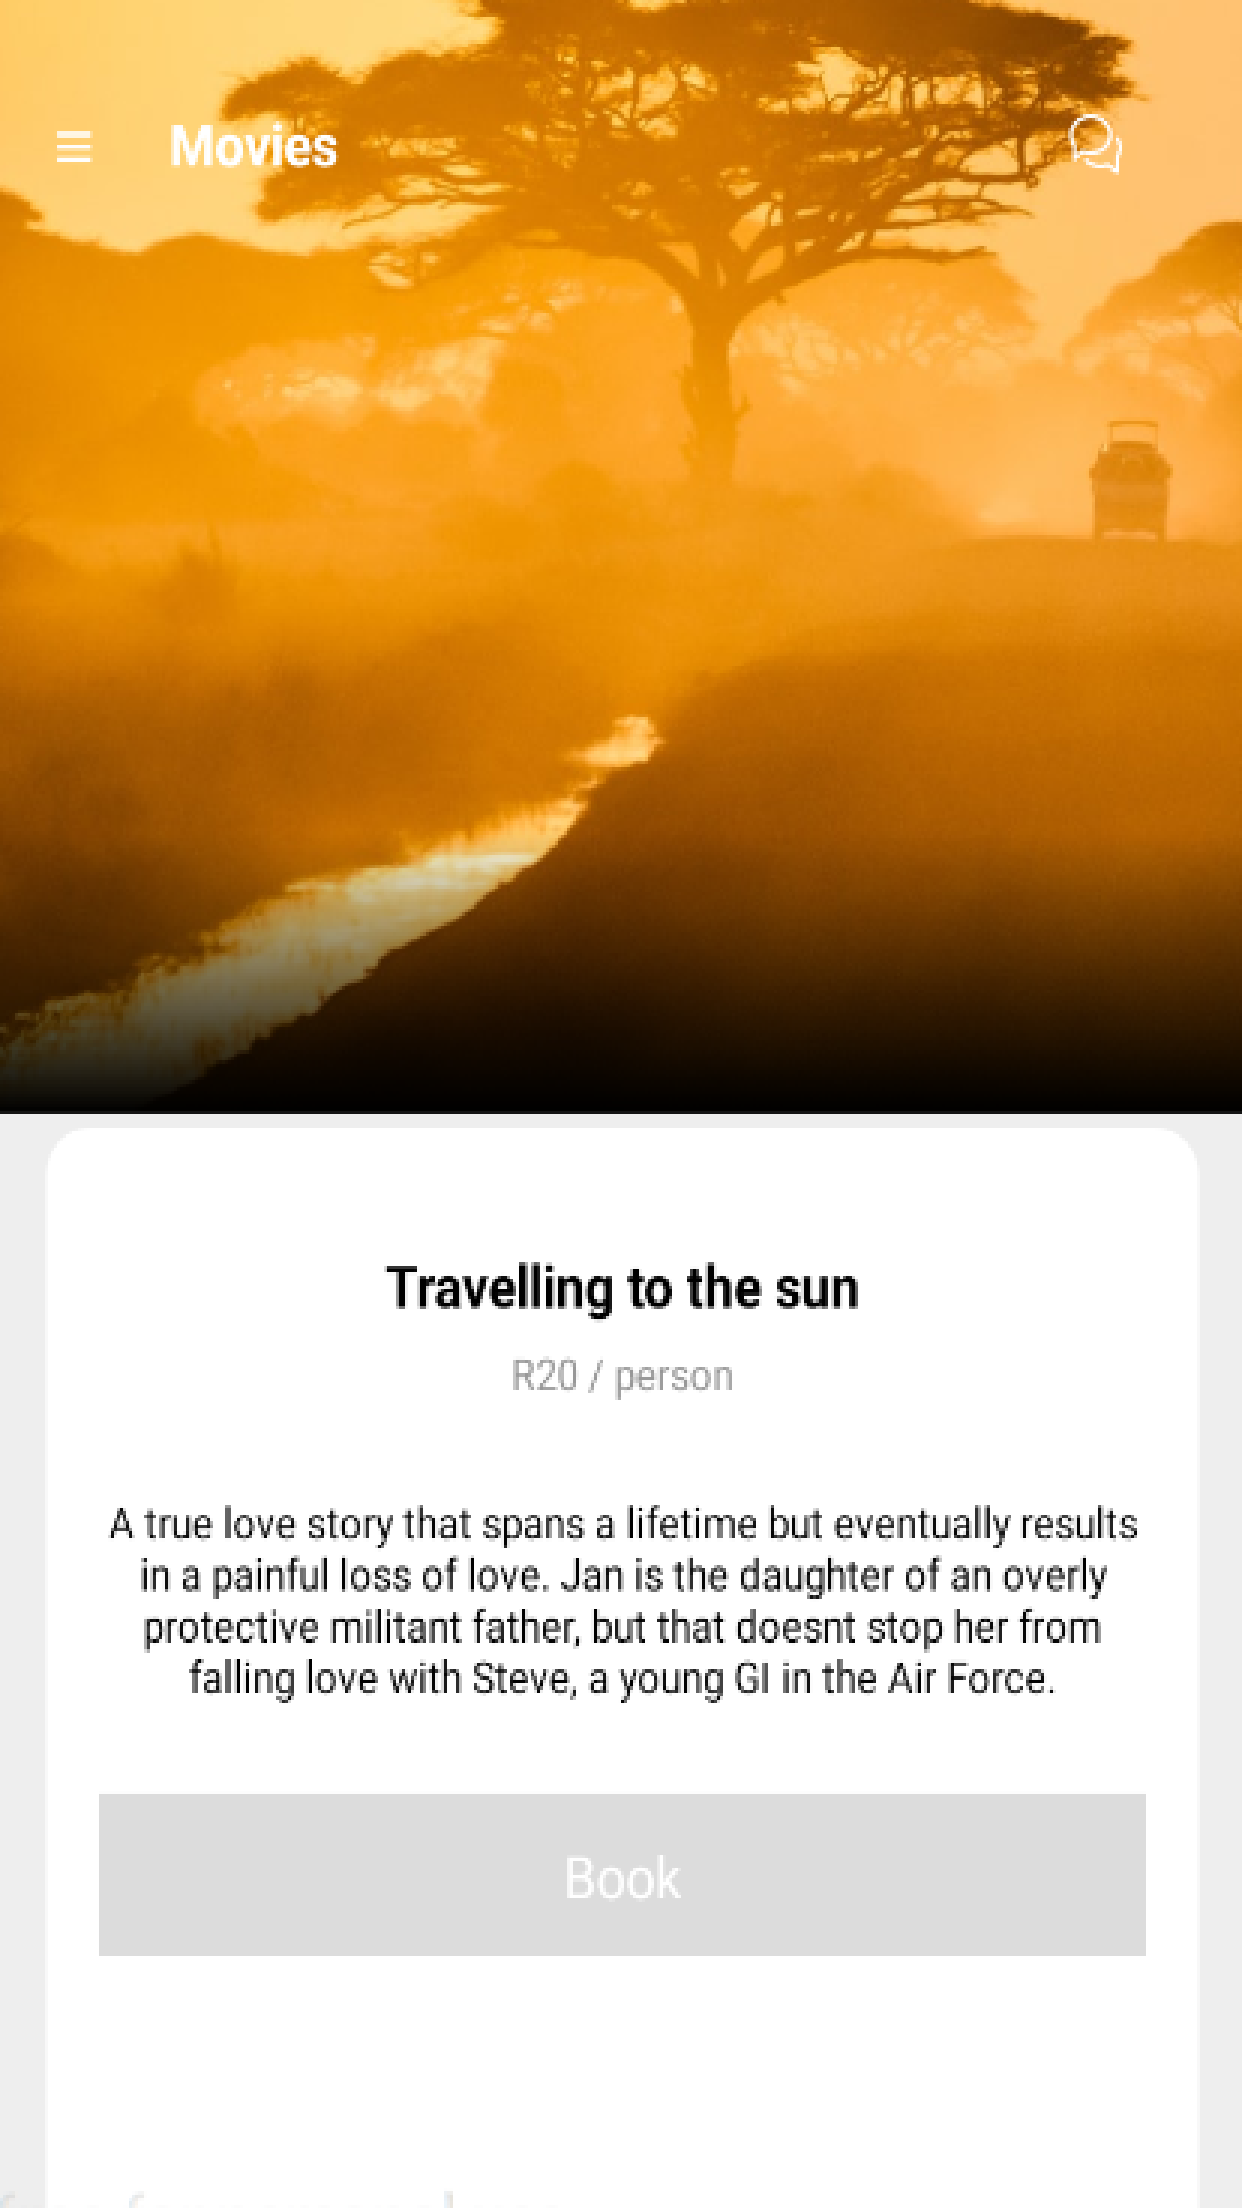 Movies
Travelling to the sun
R20 / person
A true love story that spans a lifetime but eventually results
in a painful loss of love. Jan is the daughter of an overly
protective militant father, but that doesnt stop her from
falling love with Steve, a young GI in the Air Force.
Book